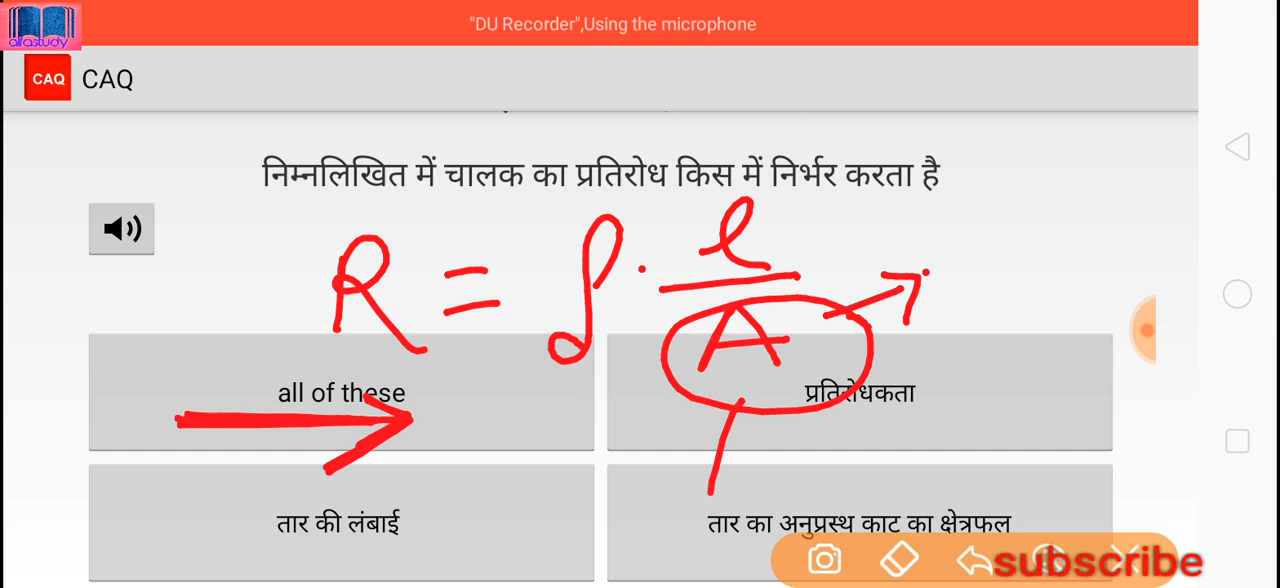 "DU Recorder",Using the microphone
alfastudy
CAQ CAQ
निम्नलिखित में चालक का प्रतिरोध किस में निर्भर करता है
R = ρ · l / A
all of these
प्रतिरोधकता
तार की लंबाई
तार का अनुप्रस्थ काट का क्षेत्रफल
subscribe